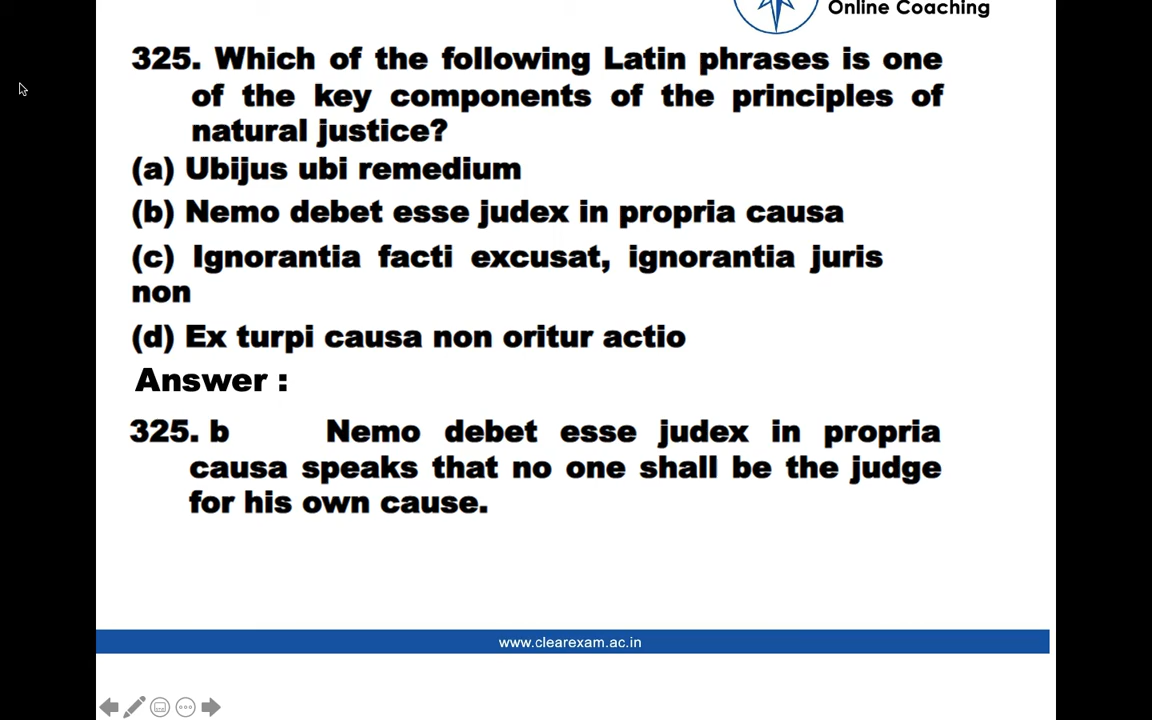 Online Coaching
325. Which of the following Latin phrases is one
of the key components of the principles of
natural justice?
(a) Ubijus ubi remedium
(b) Nemo debet esse judex in propria causa
(c) Ignorantia facti excusat, ignorantia juris
non
(d) Ex turpi causa non oritur actio
Answer :
325. b Nemo debet esse judex in propria
causa speaks that no one shall be the judge
for his own cause.
www.clearexam.ac.in